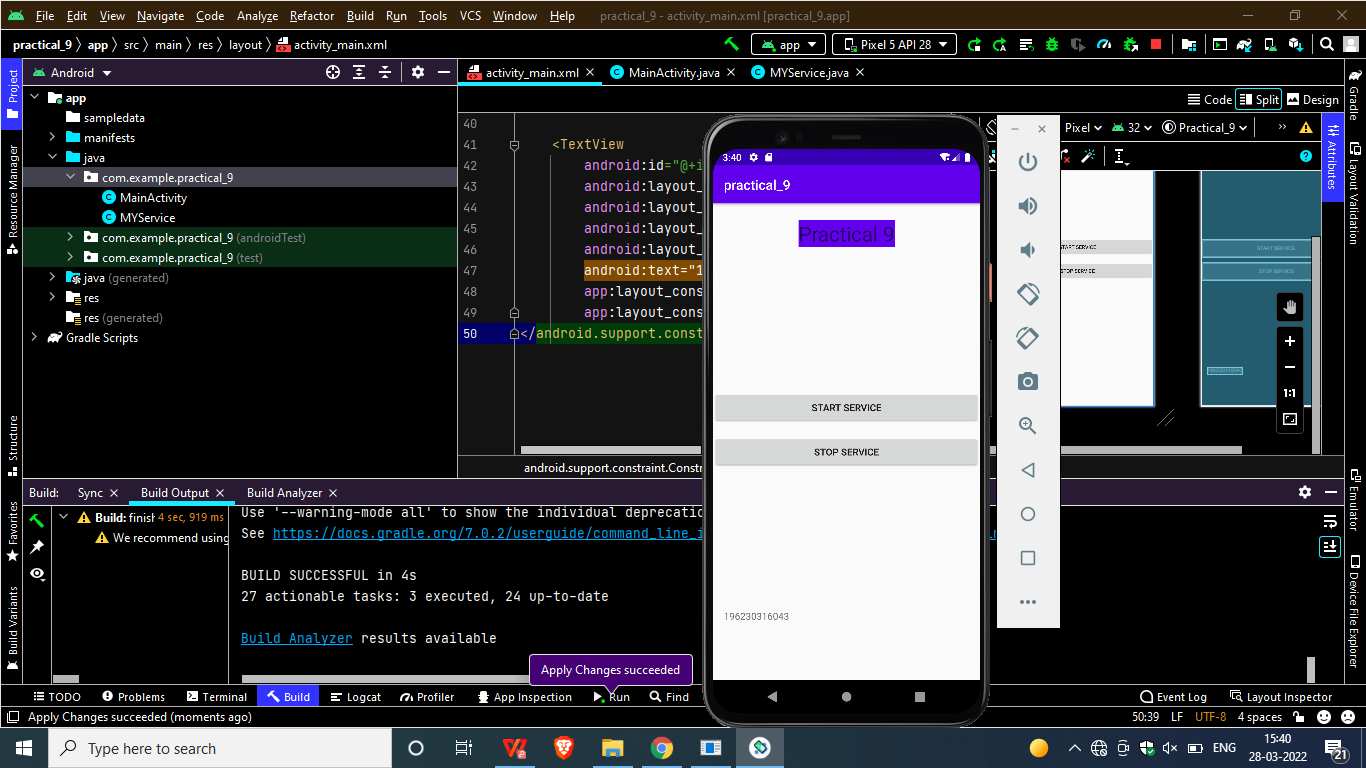 File Edit View Navigate Code Analyze Refactor Build Run Tools VCS Window Help practical_9 - activity_main.xml [practical_9.app]
practical_9 app src main res layout activity_main.xml app Pixel 5 API 28
Android activity_main.xml MainActivity.java MYService.java
Code Split Design
Project
Resource Manager
Structure
Favorites
Build Variants
app
sampledata
manifests
java
com.example.practical_9
MainActivity
MYService
com.example.practical_9 (androidTest)
com.example.practical_9 (test)
java (generated)
res
res (generated)
Gradle Scripts
40
41 <TextView
42 android:id="@+i
43 android:layout_
44 android:layout_
45 android:layout_
46 android:layout_
47 android:text="1
48 app:layout_cons
49 app:layout_cons
50 </android.support.const
android.support.constraint.Constr
Pixel 32 Practical_9
START SERVICE
STOP SERVICE
START SERVICE
STOP SERVICE
196230316043
1:1
3:40
practical_9
Practical 9
START SERVICE
STOP SERVICE
196230316043
Gradle
Layout Validation
Attributes
Emulator
Device File Explorer
Build: Sync Build Output Build Analyzer
Build: finish 4 sec, 919 ms
We recommend using
Use '--warning-mode all' to show the individual deprecatio
See https://docs.gradle.org/7.0.2/userguide/command_line_i
BUILD SUCCESSFUL in 4s
27 actionable tasks: 3 executed, 24 up-to-date
Build Analyzer results available
Apply Changes succeeded
TODO Problems Terminal Build Logcat Profiler App Inspection Run Find Event Log Layout Inspector
Apply Changes succeeded (moments ago) 50:39 LF UTF-8 4 spaces
Type here to search ENG 15:40
28-03-2022 21